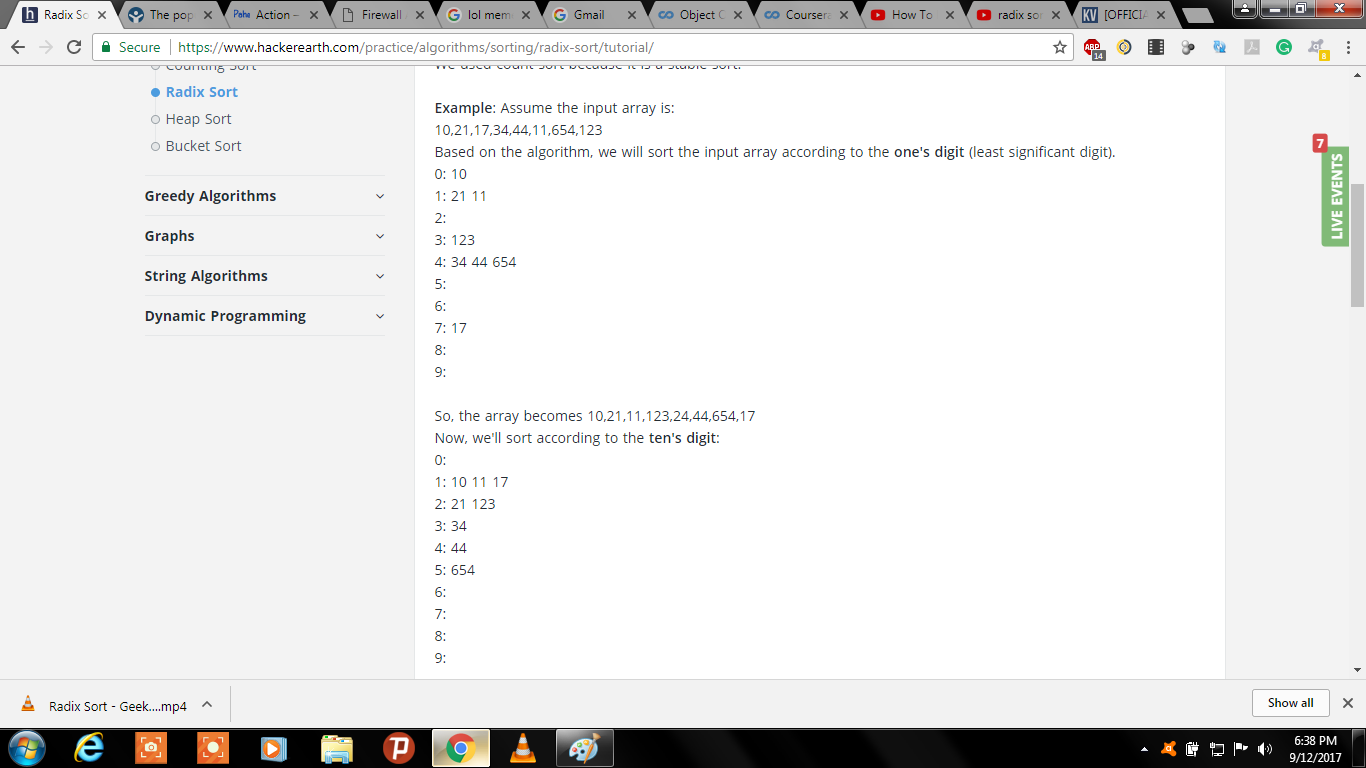 Radix So
The pop
Pahe Action –
Firewall
lol mem
Gmail
Object C
Courser
How To
radix so
KV [OFFICIA
Secure https://www.hackerearth.com/practice/algorithms/sorting/radix-sort/tutorial/
ABP 14
8
Counting Sort
Radix Sort
Heap Sort
Bucket Sort
Greedy Algorithms
Graphs
String Algorithms
Dynamic Programming
We used count sort because it is a stable sort.
Example: Assume the input array is:
10,21,17,34,44,11,654,123
Based on the algorithm, we will sort the input array according to the one's digit (least significant digit).
0: 10
1: 21 11
2:
3: 123
4: 34 44 654
5:
6:
7: 17
8:
9:
So, the array becomes 10,21,11,123,24,44,654,17
Now, we'll sort according to the ten's digit:
0:
1: 10 11 17
2: 21 123
3: 34
4: 44
5: 654
6:
7:
8:
9:
7
LIVE EVENTS
Radix Sort - Geek....mp4
Show all
6:38 PM
9/12/2017